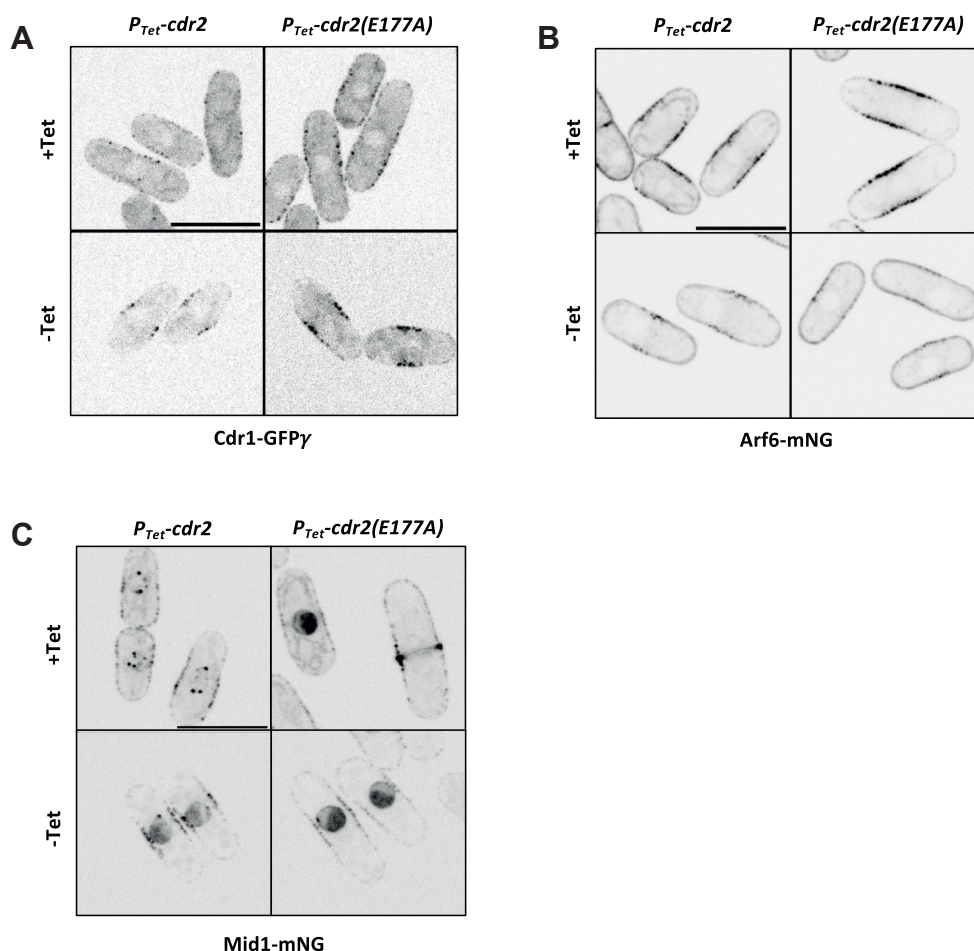 A
P_Tet-cdr2 P_Tet-cdr2(E177A)
+Tet
-Tet
Cdr1-GFPγ
B
P_Tet-cdr2 P_Tet-cdr2(E177A)
+Tet
-Tet
Arf6-mNG
C
P_Tet-cdr2 P_Tet-cdr2(E177A)
+Tet
-Tet
Mid1-mNG